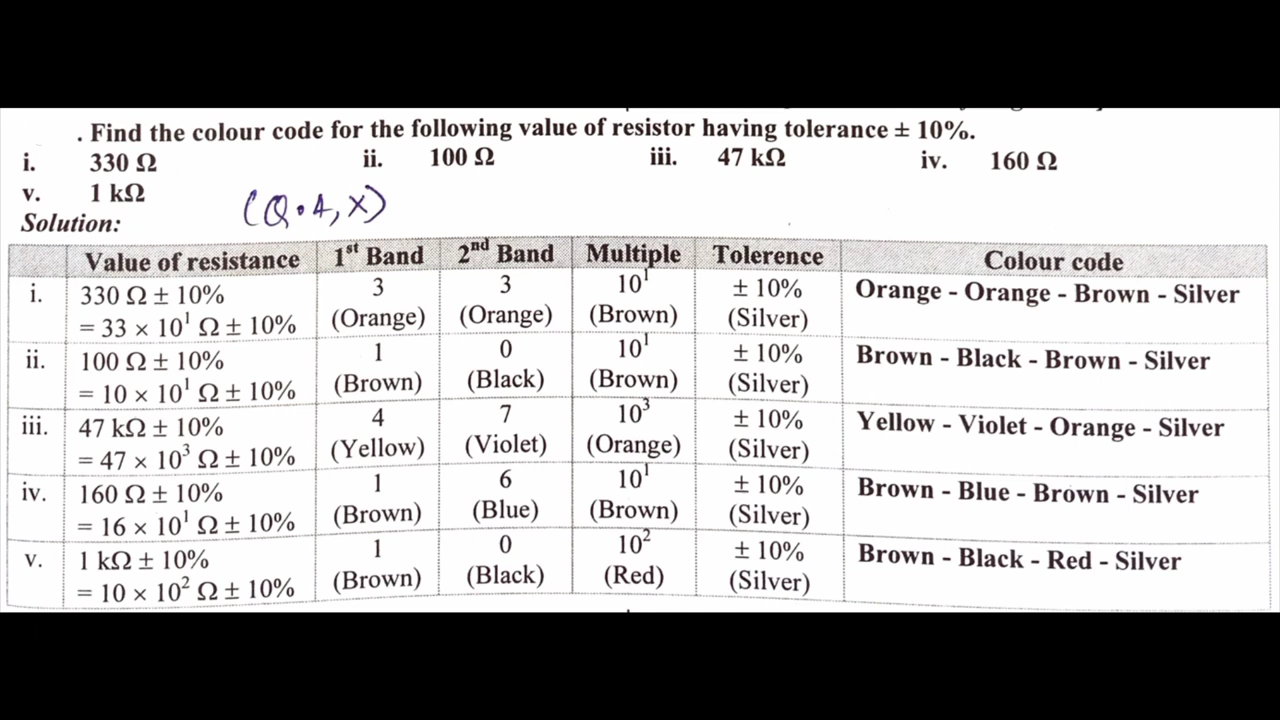 . Find the colour code for the following value of resistor having tolerance ± 10%.
i. 330 Ω ii. 100 Ω iii. 47 kΩ iv. 160 Ω
v. 1 kΩ
(Q.4, X)
Solution:
Value of resistance 1st Band 2nd Band Multiple Tolerence Colour code
i. 330 Ω ± 10% 3 3 10¹ ± 10% Orange - Orange - Brown - Silver
= 33 × 10¹ Ω ± 10% (Orange) (Orange) (Brown) (Silver)
ii. 100 Ω ± 10% 1 0 10¹ ± 10% Brown - Black - Brown - Silver
= 10 × 10¹ Ω ± 10% (Brown) (Black) (Brown) (Silver)
iii. 47 kΩ ± 10% 4 7 10³ ± 10% Yellow - Violet - Orange - Silver
= 47 × 10³ Ω ± 10% (Yellow) (Violet) (Orange) (Silver)
iv. 160 Ω ± 10% 1 6 10¹ ± 10% Brown - Blue - Brown - Silver
= 16 × 10¹ Ω ± 10% (Brown) (Blue) (Brown) (Silver)
v. 1 kΩ ± 10% 1 0 10² ± 10% Brown - Black - Red - Silver
= 10 × 10² Ω ± 10% (Brown) (Black) (Red) (Silver)